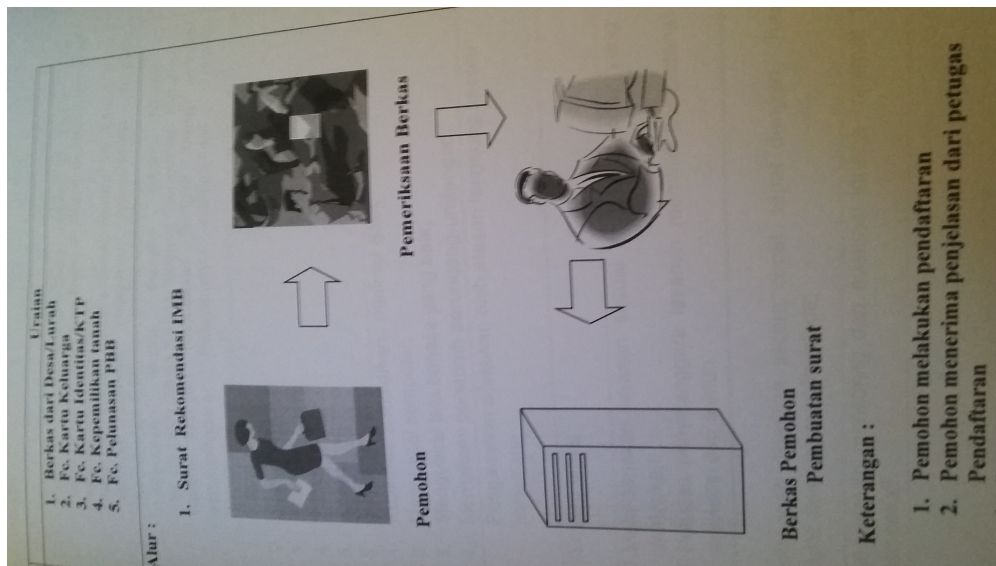 Uraian
1. Berkas dari Desa/Lurah
2. Fc. Kartu Keluarga
3. Fc. Kartu Identitas/KTP
4. Fc. Kepemilikan tanah
5. Fc. Pelunasan PBB
Alur :
1. Surat Rekomendasi IMB
Pemohon
Pemeriksaan Berkas
Berkas Pemohon
Pembuatan surat
Keterangan :
1. Pemohon melakukan pendaftaran
2. Pemohon menerima penjelasan dari petugas
Pendaftaran